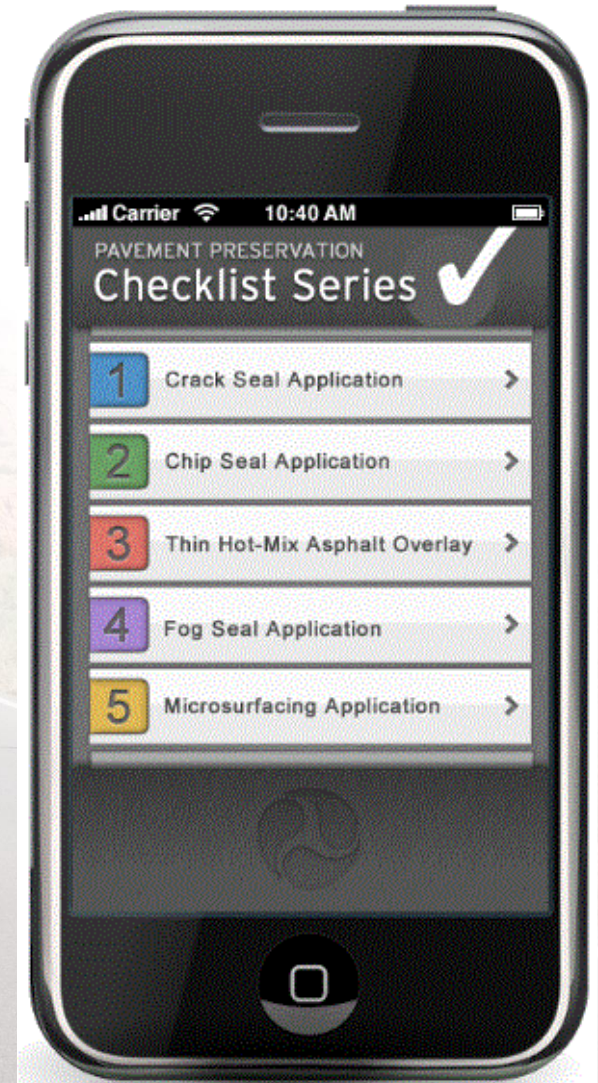 Carrier 10:40 AM
PAVEMENT PRESERVATION
Checklist Series
1 Crack Seal Application
2 Chip Seal Application
3 Thin Hot-Mix Asphalt Overlay
4 Fog Seal Application
5 Microsurfacing Application